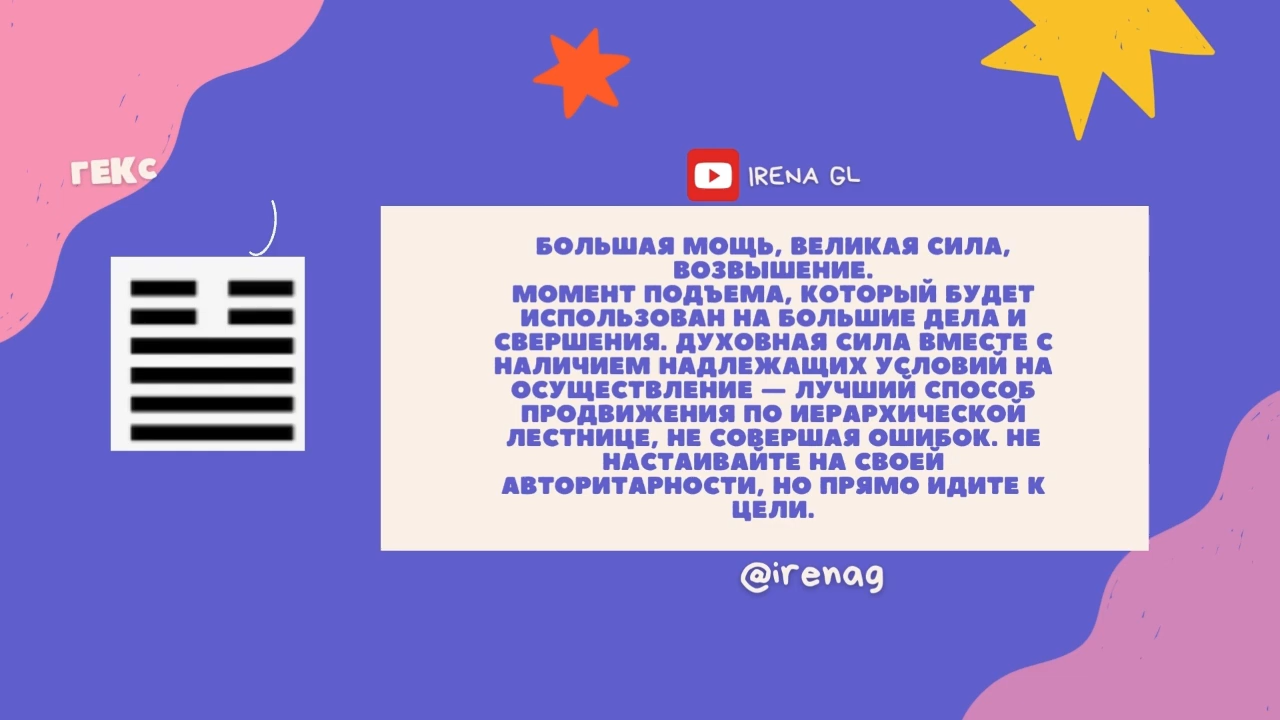 ГЕКС
IRENA GL
БОЛЬШАЯ МОЩЬ, ВЕЛИКАЯ СИЛА,
ВОЗВЫШЕНИЕ.
МОМЕНТ ПОДЪЕМА, КОТОРЫЙ БУДЕТ
ИСПОЛЬЗОВАН НА БОЛЬШИЕ ДЕЛА И
СВЕРШЕНИЯ. ДУХОВНАЯ СИЛА ВМЕСТЕ С
НАЛИЧИЕМ НАДЛЕЖАЩИХ УСЛОВИЙ НА
ОСУЩЕСТВЛЕНИЕ — ЛУЧШИЙ СПОСОБ
ПРОДВИЖЕНИЯ ПО ИЕРАРХИЧЕСКОЙ
ЛЕСТНИЦЕ, НЕ СОВЕРШАЯ ОШИБОК. НЕ
НАСТАИВАЙТЕ НА СВОЕЙ
АВТОРИТАРНОСТИ, НО ПРЯМО ИДИТЕ К
ЦЕЛИ.
@irenag